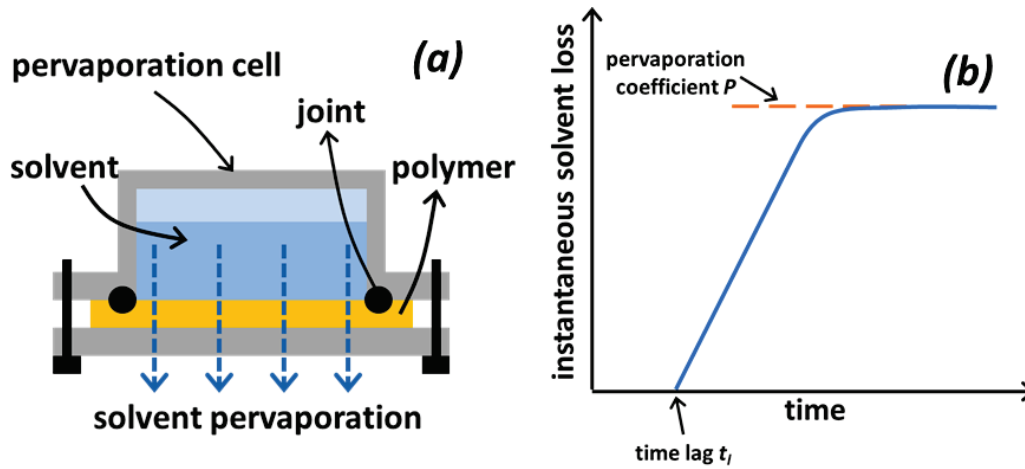 (a)
pervaporation cell
joint
solvent
polymer
solvent pervaporation
(b)
instantaneous solvent loss
pervaporation
coefficient P
time
time lag tl